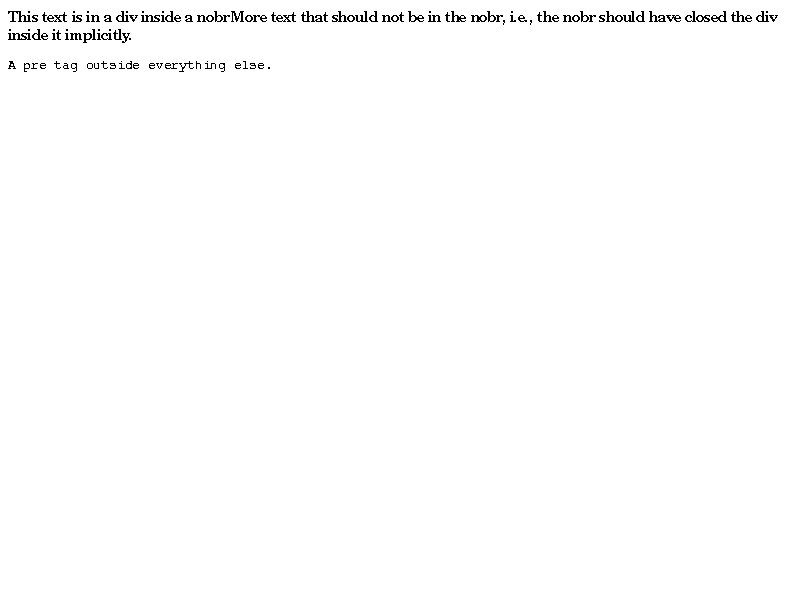 This text is in a div inside a nobrMore text that should not be in the nobr, i.e., the nobr should have closed the div
inside it implicitly.
A pre tag outside everything else.